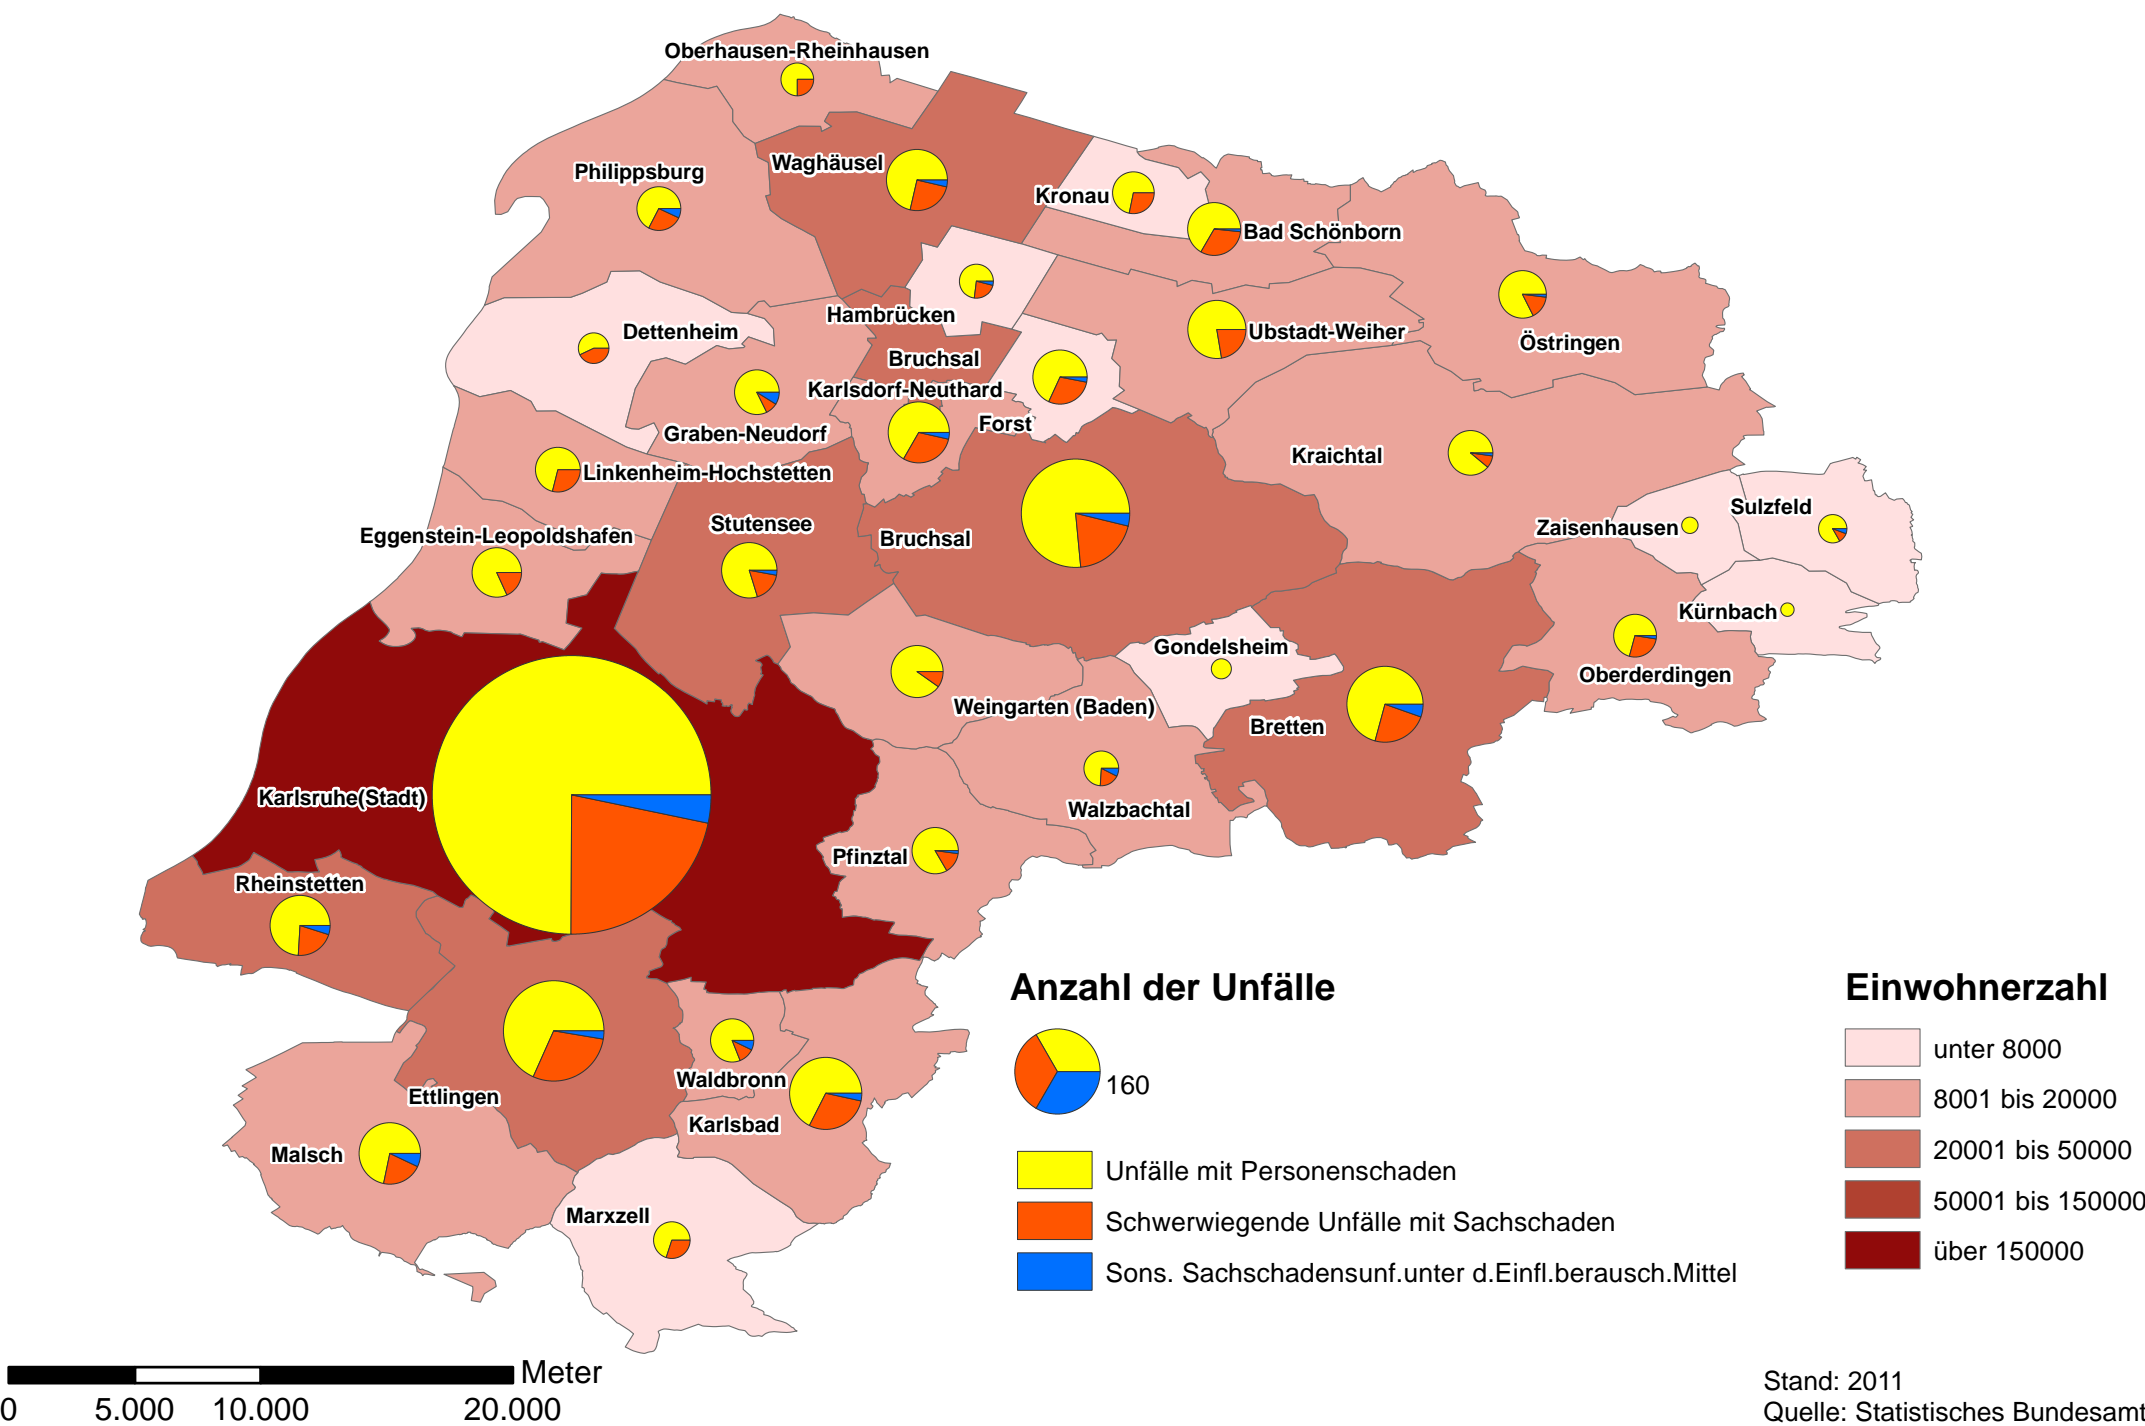 Oberhausen-Rheinhausen
Waghäusel
Philippsburg
Kronau
Bad Schönborn
Hambrücken
Dettenheim
Ubstadt-Weiher
Östringen
Bruchsal
Karlsdorf-Neuthard
Forst
Graben-Neudorf
Kraichtal
Linkenheim-Hochstetten
Sulzfeld
Stutensee
Zaisenhausen
Eggenstein-Leopoldshafen
Bruchsal
Kürnbach
Gondelsheim
Oberderdingen
Weingarten (Baden)
Bretten
Karlsruhe(Stadt)
Walzbachtal
Pfinztal
Rheinstetten
Waldbronn
Ettlingen
Karlsbad
Malsch
Marxzell
Anzahl der Unfälle
160
Unfälle mit Personenschaden
Schwerwiegende Unfälle mit Sachschaden
Sons. Sachschadensunf.unter d.Einfl.berausch.Mittel
Einwohnerzahl
unter 8000
8001 bis 20000
20001 bis 50000
50001 bis 150000
über 150000
Meter
0 5.000 10.000 20.000
Stand: 2011
Quelle: Statistisches Bundesamt